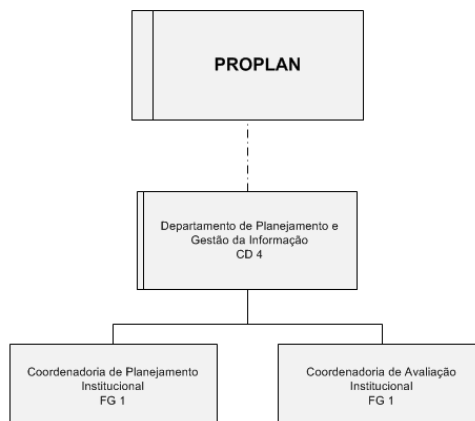 PROPLAN
Departamento de Planejamento e
Gestão da Informação
CD 4
Coordenadoria de Planejamento
Institucional
FG 1
Coordenadoria de Avaliação
Institucional
FG 1